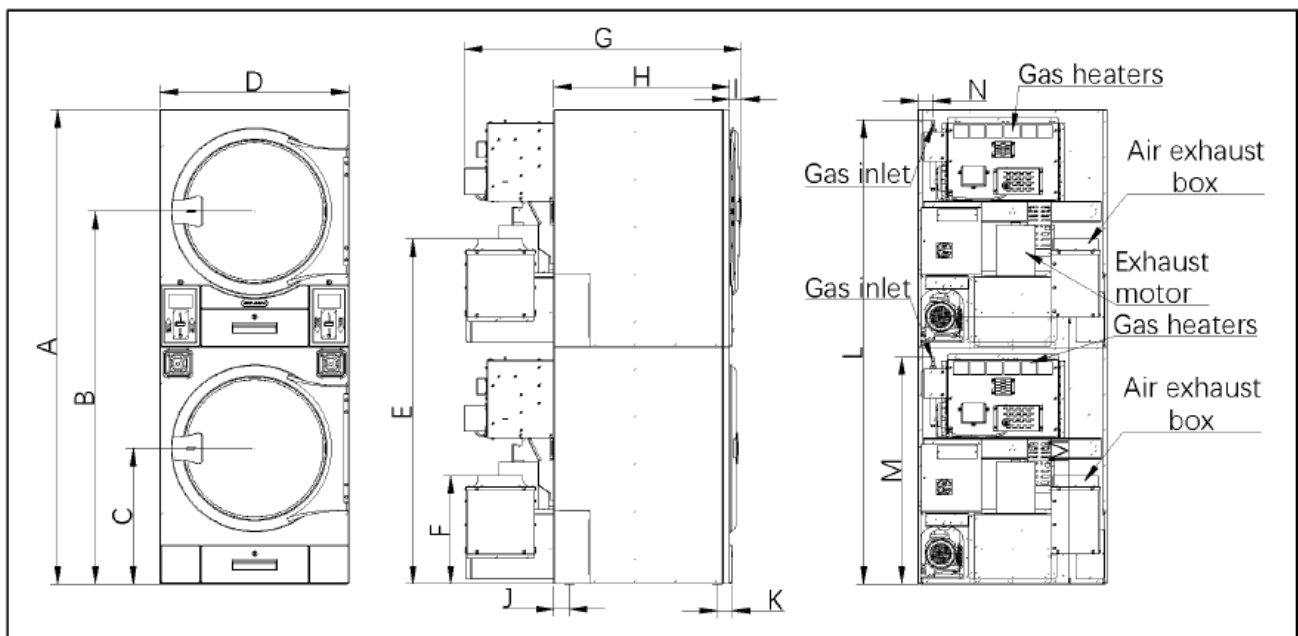 G
D
H
I
N
Gas heaters
Gas inlet
Air exhaust
box
Gas inlet
Exhaust
motor
Gas heaters
Air exhaust
box
A
B
C
E
F
L
M
J
K